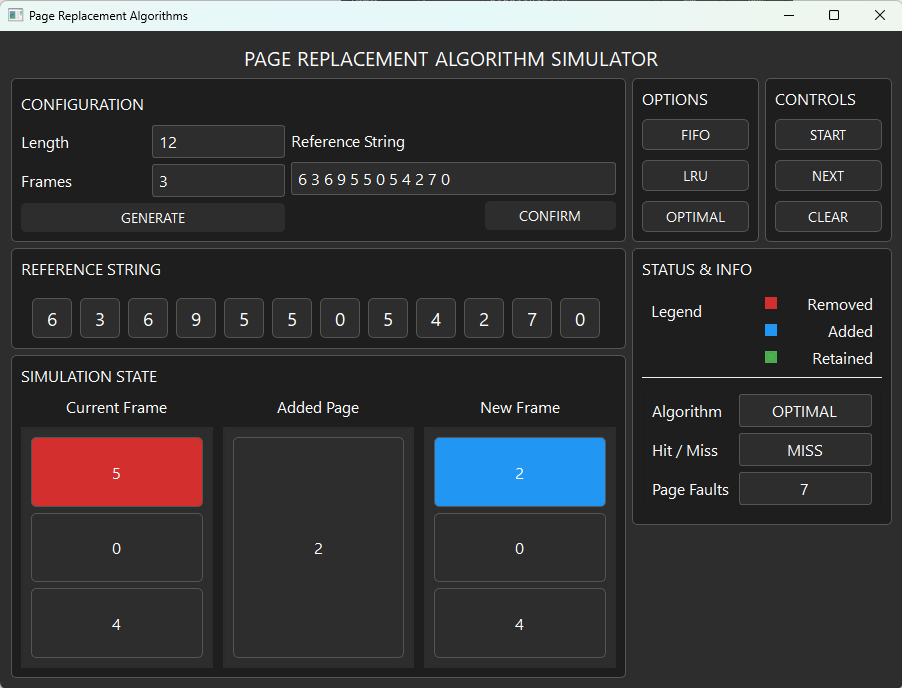 Page Replacement Algorithms
PAGE REPLACEMENT ALGORITHM SIMULATOR
CONFIGURATION
Length 12 Reference String
Frames 3 6 3 6 9 5 5 0 5 4 2 7 0
GENERATE CONFIRM
OPTIONS
FIFO
LRU
OPTIMAL
CONTROLS
START
NEXT
CLEAR
REFERENCE STRING
6 3 6 9 5 5 0 5 4 2 7 0
SIMULATION STATE
Current Frame Added Page New Frame
5 2
0 2 0
4 4
STATUS & INFO
Legend Removed
Added
Retained
Algorithm OPTIMAL
Hit / Miss MISS
Page Faults 7